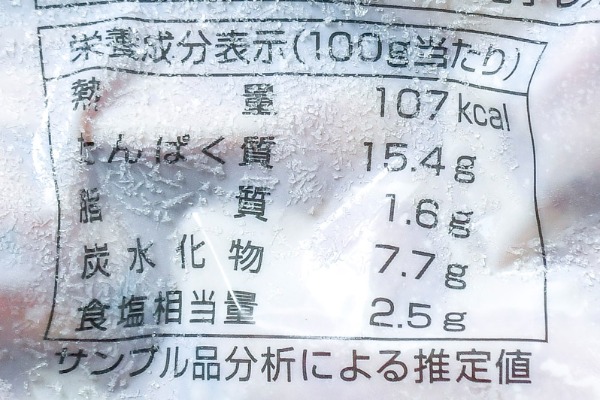 栄養成分表示(100g当たり)
熱量 107kcal
たんぱく質 15.4g
脂質 1.6g
炭水化物 7.7g
食塩相当量 2.5g
サンプル品分析による推定値